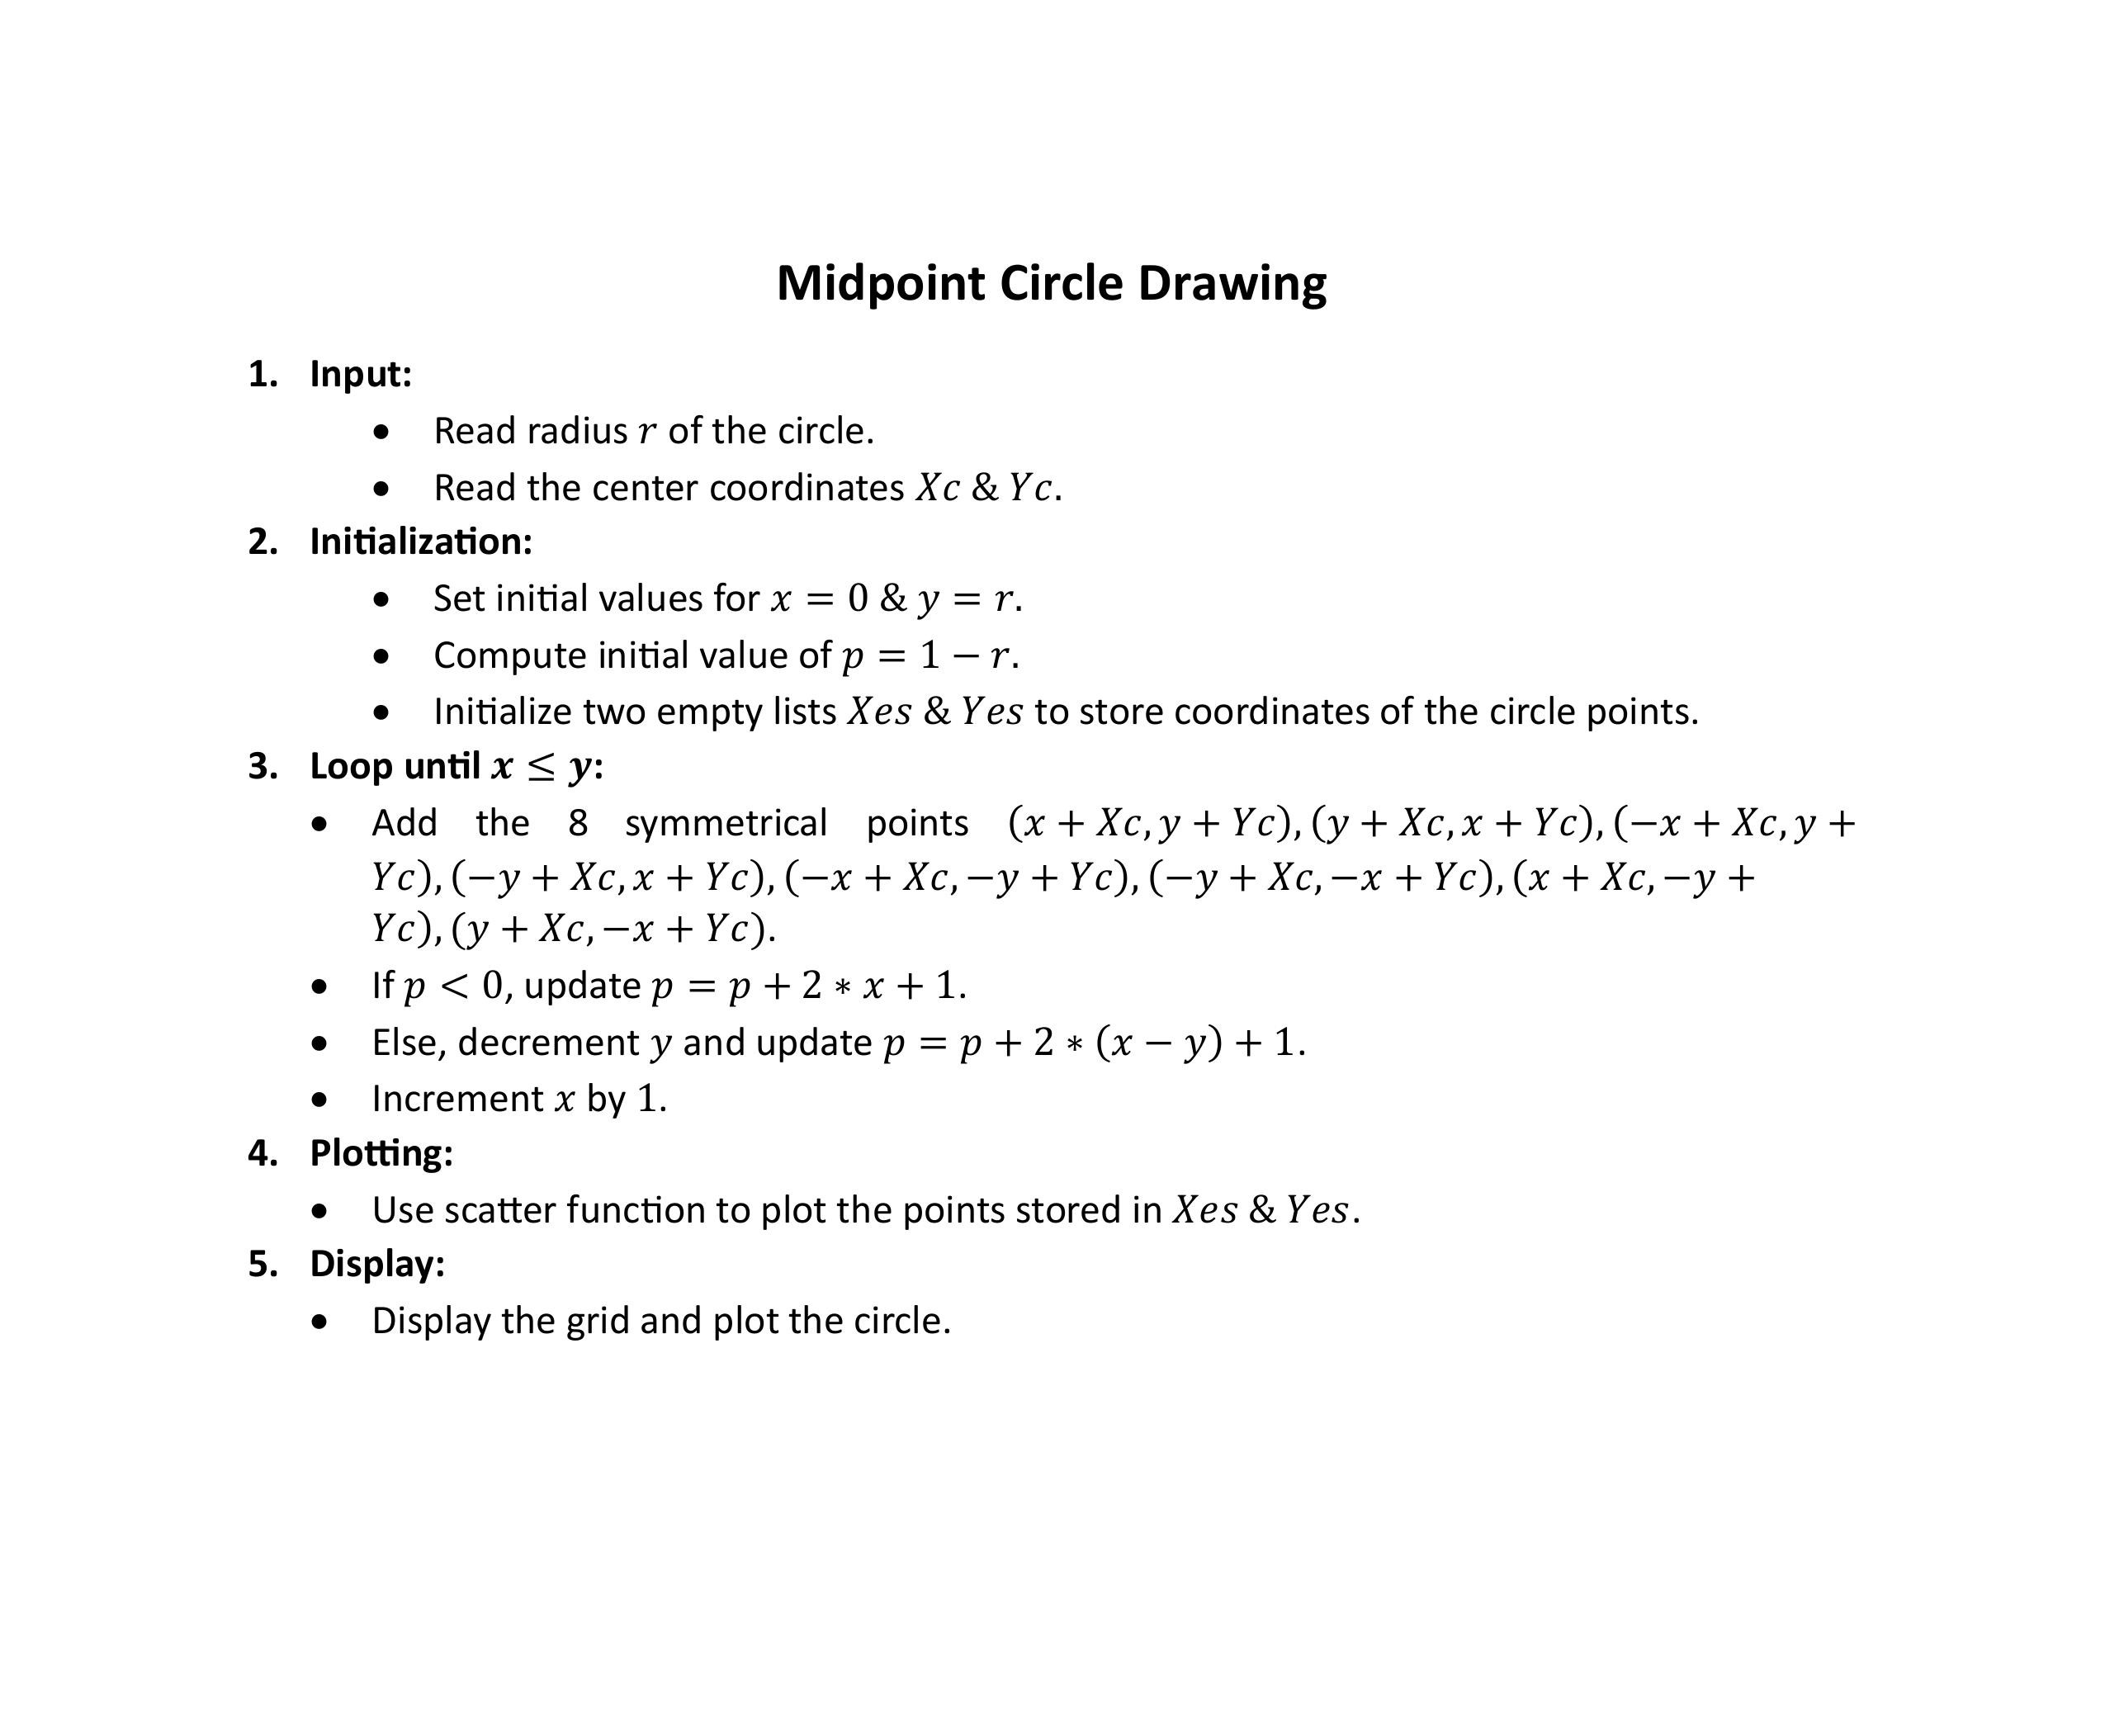 Midpoint Circle Drawing
1. Input:
• Read radius r of the circle.
• Read the center coordinates Xc & Yc.
2. Initialization:
• Set initial values for x = 0 & y = r.
• Compute initial value of p = 1 − r.
• Initialize two empty lists Xes & Yes to store coordinates of the circle points.
3. Loop until x ≤ y:
• Add the 8 symmetrical points (x + Xc, y + Yc), (y + Xc, x + Yc), (−x + Xc, y +
Yc), (−y + Xc, x + Yc), (−x + Xc, −y + Yc), (−y + Xc, −x + Yc), (x + Xc, −y +
Yc), (y + Xc, −x + Yc).
• If p < 0, update p = p + 2 ∗ x + 1.
• Else, decrement y and update p = p + 2 ∗ (x − y) + 1.
• Increment x by 1.
4. Plotting:
• Use scatter function to plot the points stored in Xes & Yes.
5. Display:
• Display the grid and plot the circle.